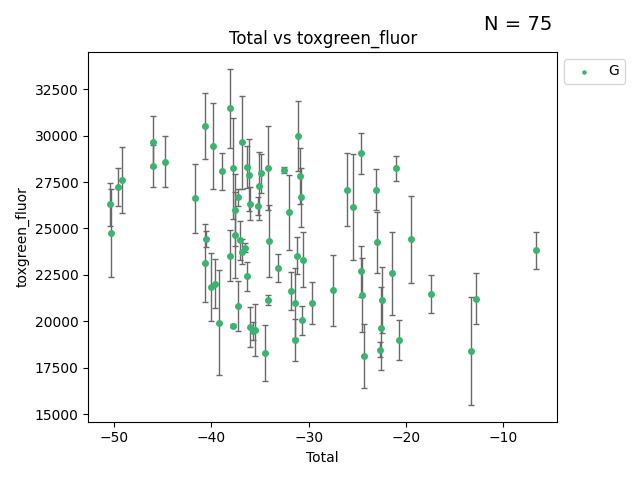 N = 75
Total vs toxgreen_fluor
G
toxgreen_fluor
32500
30000
27500
25000
22500
20000
17500
15000
−50 −40 −30 −20 −10
Total